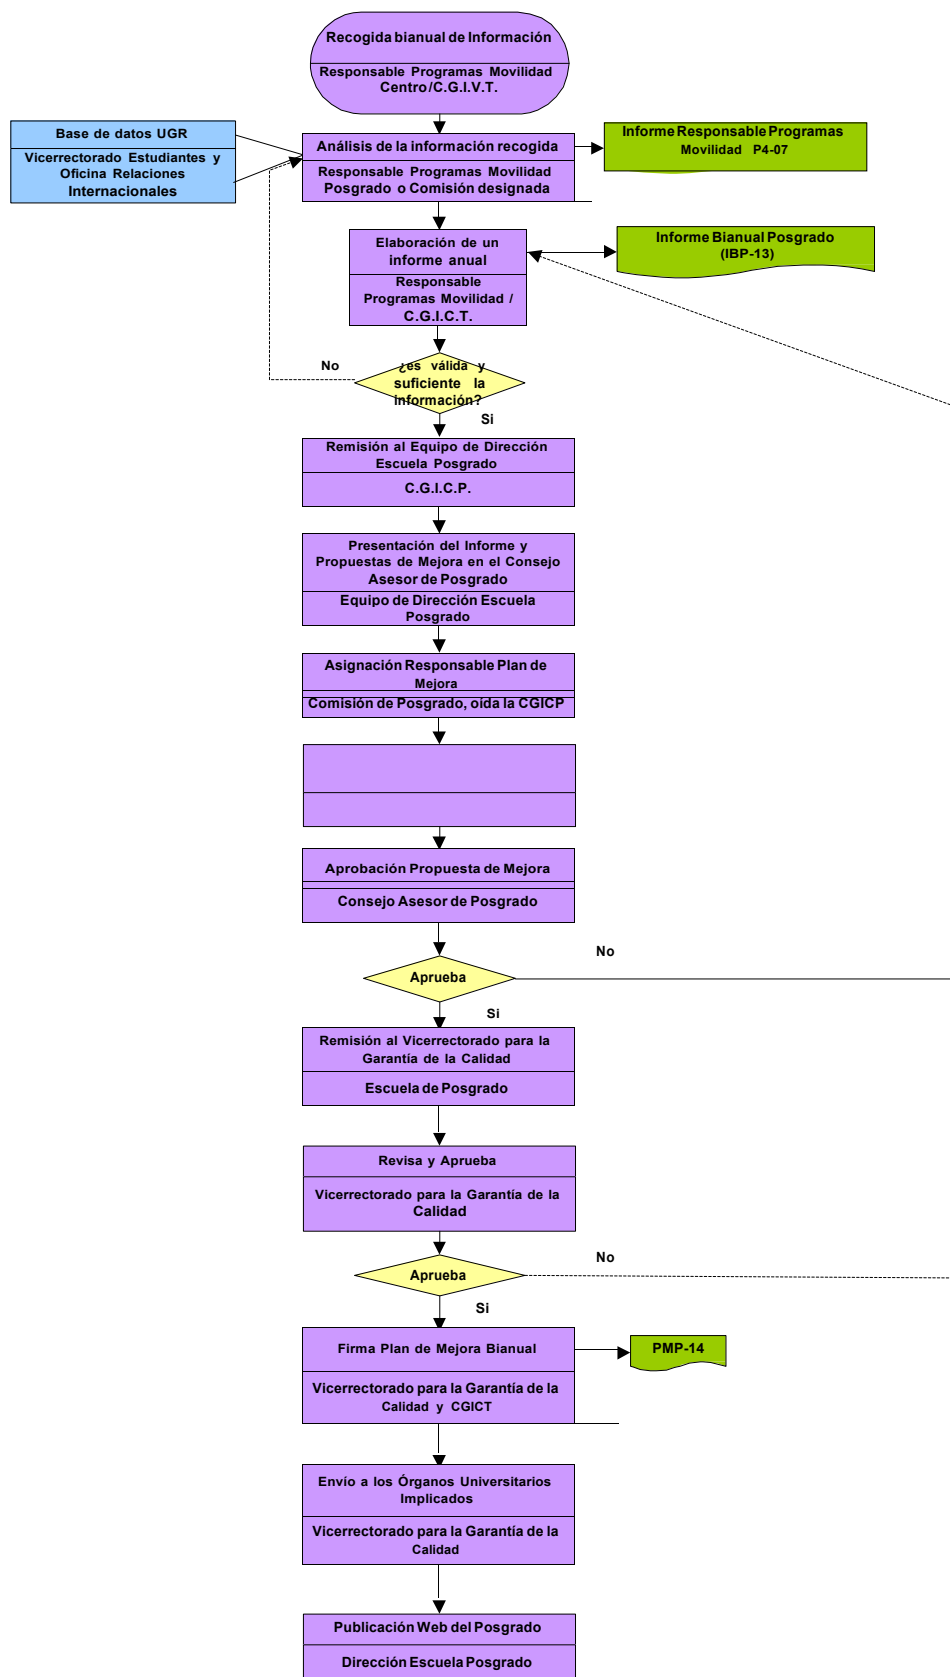 Recogida bianual de Información
Responsable Programas Movilidad
Centro/C.G.I.V.T.
Base de datos UGR
Vicerrectorado Estudiantes y
Oficina Relaciones
Internacionales
Análisis de la información recogida
Responsable Programas Movilidad
Posgrado o Comisión designada
Informe Responsable Programas
Movilidad P4-07
Elaboración de un
informe anual
Responsable
Programas Movilidad /
C.G.I.C.T.
Informe Bianual Posgrado
(IBP-13)
No
¿es válida y
suficiente la
información?
Si
Remisión al Equipo de Dirección
Escuela Posgrado
C.G.I.C.P.
Presentación del Informe y
Propuestas de Mejora en el Consejo
Asesor de Posgrado
Equipo de Dirección Escuela
Posgrado
Asignación Responsable Plan de
Mejora
Comisión de Posgrado, oída la CGICP
Aprobación Propuesta de Mejora
Consejo Asesor de Posgrado
Aprueba
No
Si
Remisión al Vicerrectorado para la
Garantía de la Calidad
Escuela de Posgrado
Revisa y Aprueba
Vicerrectorado para la Garantía de la
Calidad
Aprueba
No
Si
Firma Plan de Mejora Bianual
Vicerrectorado para la Garantía de la
Calidad y CGICT
PMP-14
Envío a los Órganos Universitarios
Implicados
Vicerrectorado para la Garantía de la
Calidad
Publicación Web del Posgrado
Dirección Escuela Posgrado